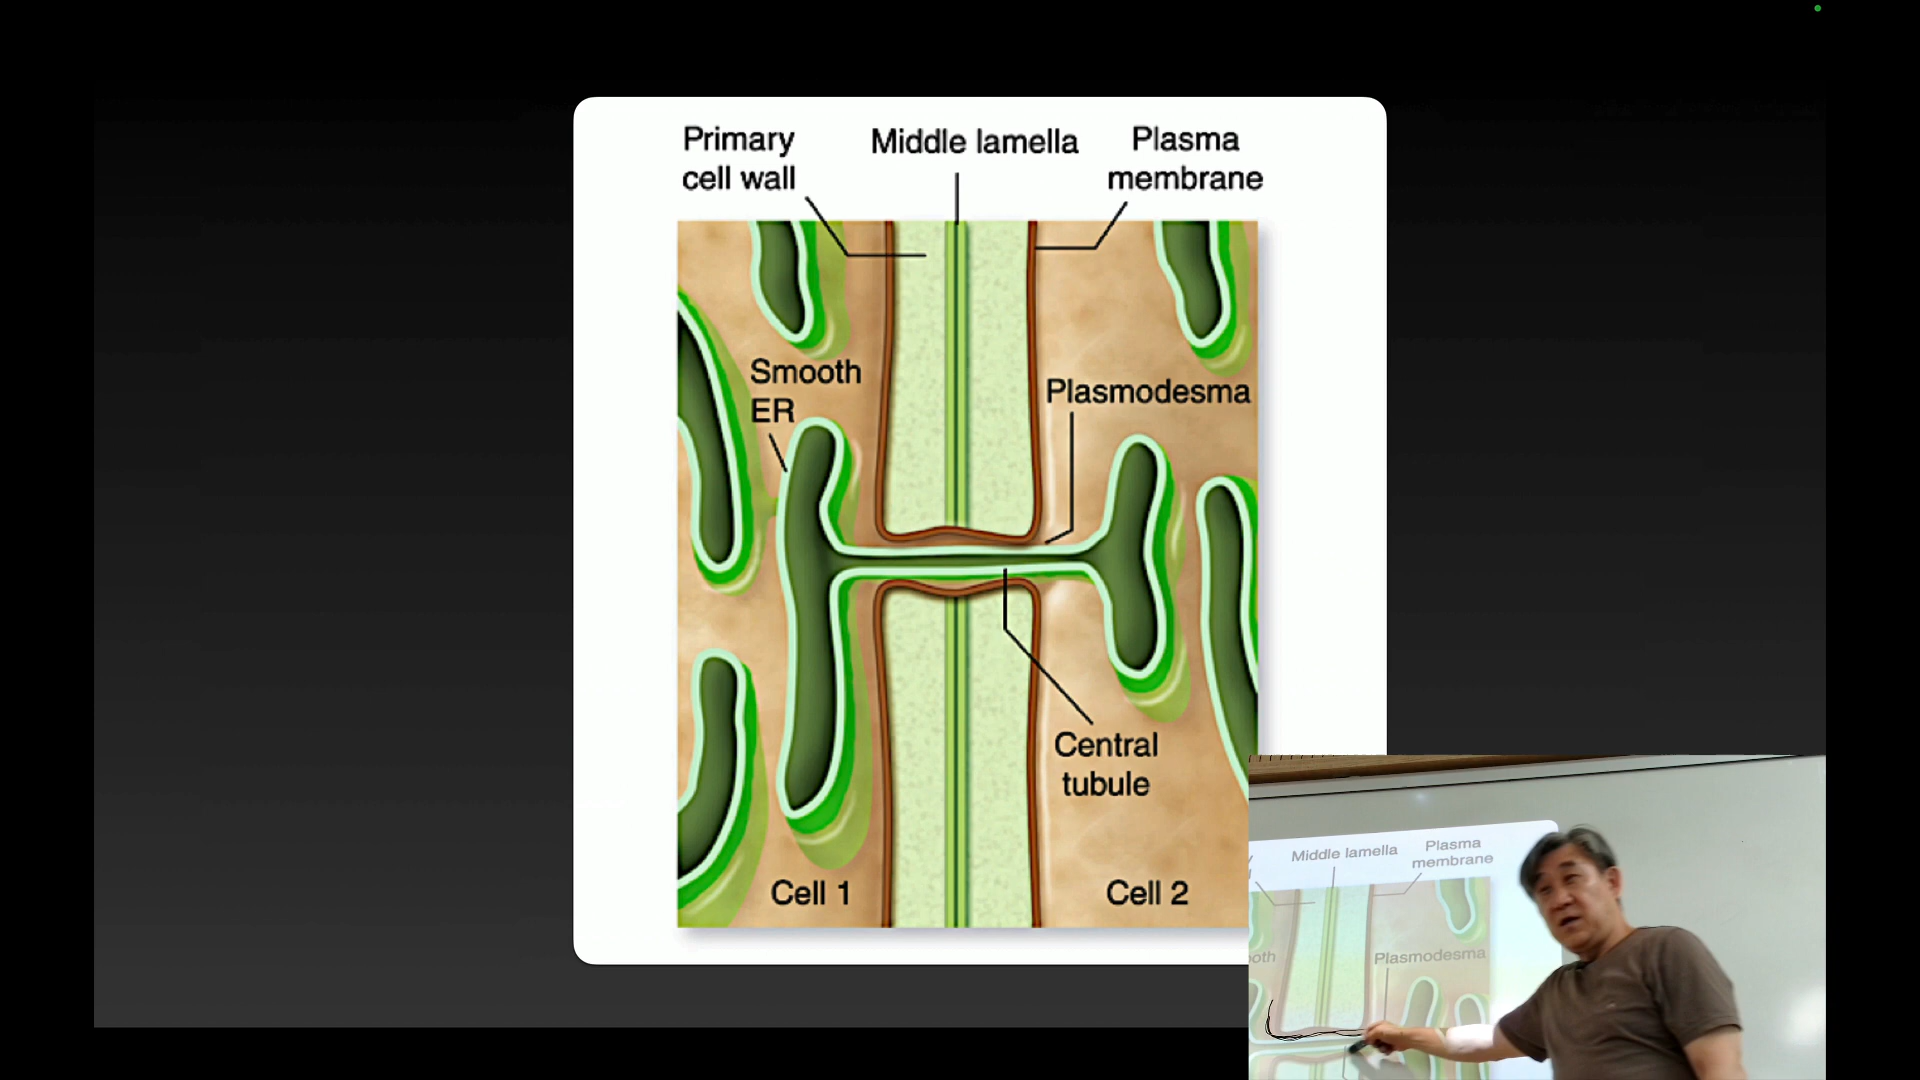 Primary
cell wall
Middle lamella
Plasma
membrane
Smooth
ER
Plasmodesma
Central
tubule
Cell 1
Cell 2
Middle lamella
Plasma
membrane
ooth
Plasmodesma